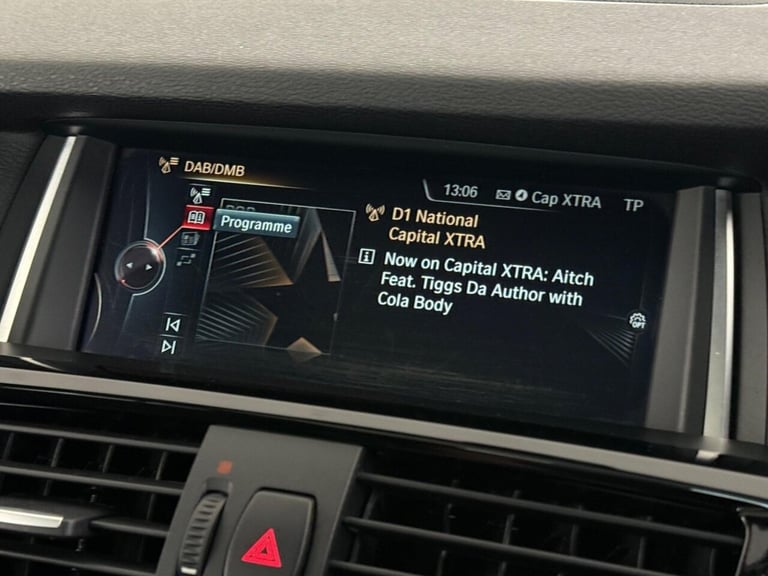 DAB/DMB
13:06 Cap XTRA TP
Programme
D1 National
Capital XTRA
Now on Capital XTRA: Aitch
Feat. Tiggs Da Author with
Cola Body
OPT